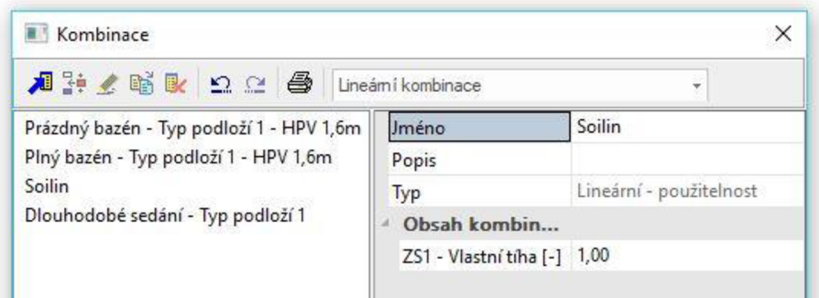 Kombinace
Lineární kombinace
Prázdný bazén - Typ podloží 1 - HPV 1,6m
Plný bazén - Typ podloží 1 - HPV 1,6m
Soilin
Dlouhodobé sedání - Typ podloží 1
Jméno Soilin
Popis
Typ Lineární - použitelnost
Obsah kombin...
ZS1 - Vlastní tíha [-] 1,00